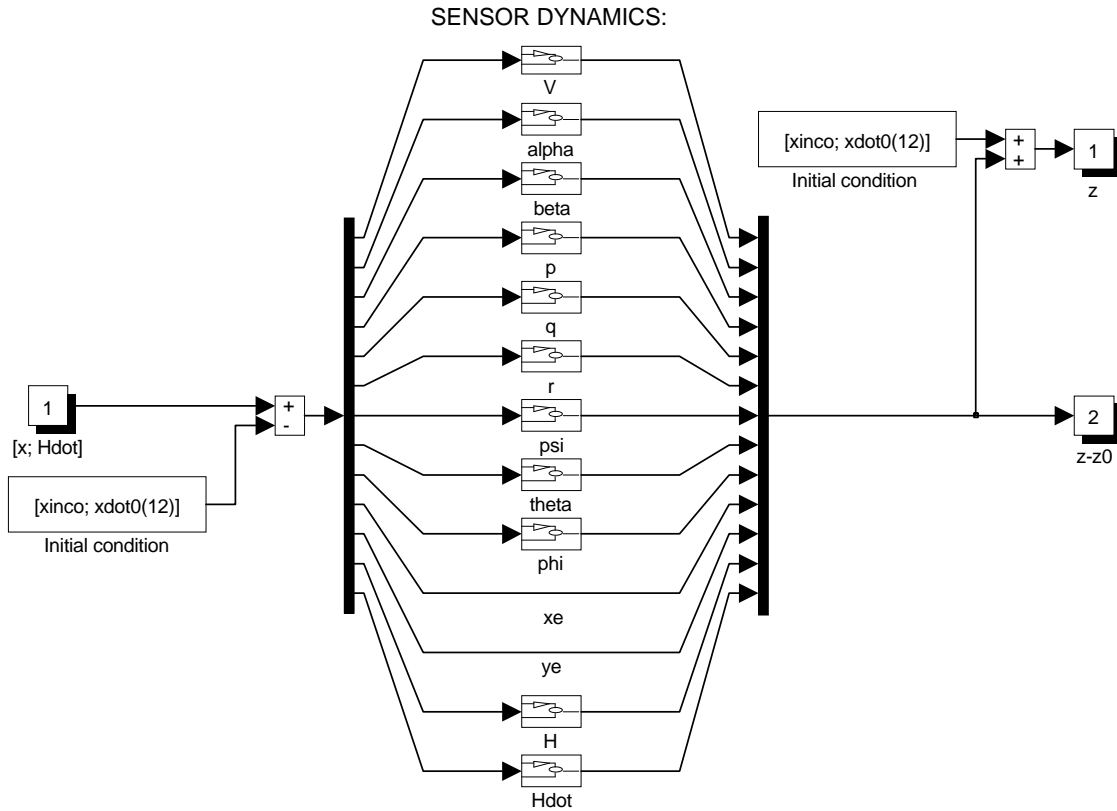 SENSOR DYNAMICS:
V
alpha
beta
p
q
r
psi
theta
phi
xe
ye
H
Hdot
1
[x; Hdot]
+
-
[xinco; xdot0(12)]
Initial condition
[xinco; xdot0(12)]
Initial condition
+
+
1
z
2
z-z0